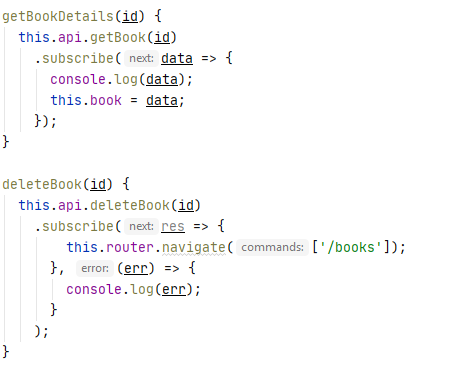 getBookDetails(id) {
  this.api.getBook(id)
    .subscribe( next: data => {
      console.log(data);
      this.book = data;
    });
}

deleteBook(id) {
  this.api.deleteBook(id)
    .subscribe( next: res => {
        this.router.navigate( commands: ['/books']);
      }, error: (err) => {
        console.log(err);
      }
    );
}